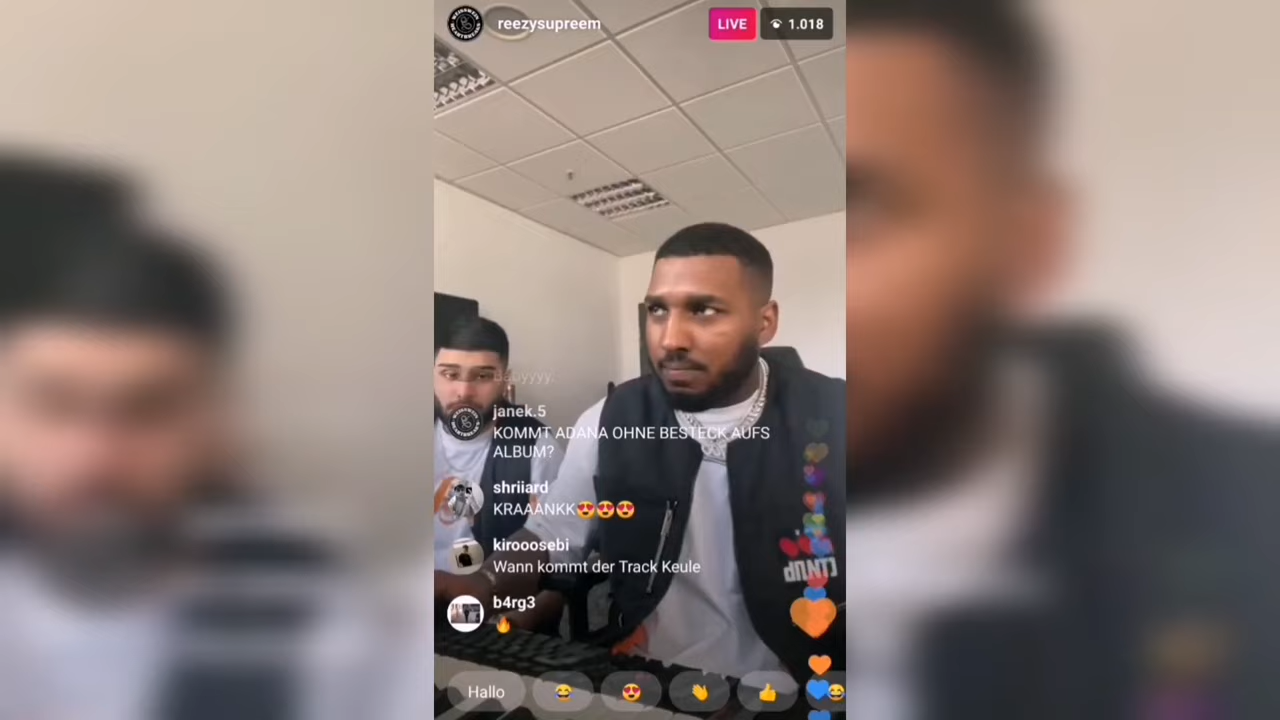 reezysupreem
LIVE
1.018
janek.5
KOMMT ADANA OHNE BESTECK AUFS
ALBUM?
shriiard
KRAAANKK😍😍😍
kirooosebi
Wann kommt der Track Keule
b4rg3
🔥
Hallo